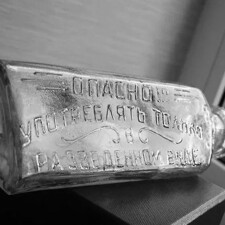 ОПАСНО!!!
УПОТРЕБЛЯТЬ ТОЛЬКО
В
РАЗВЕДЕННОМ ВИДЕ